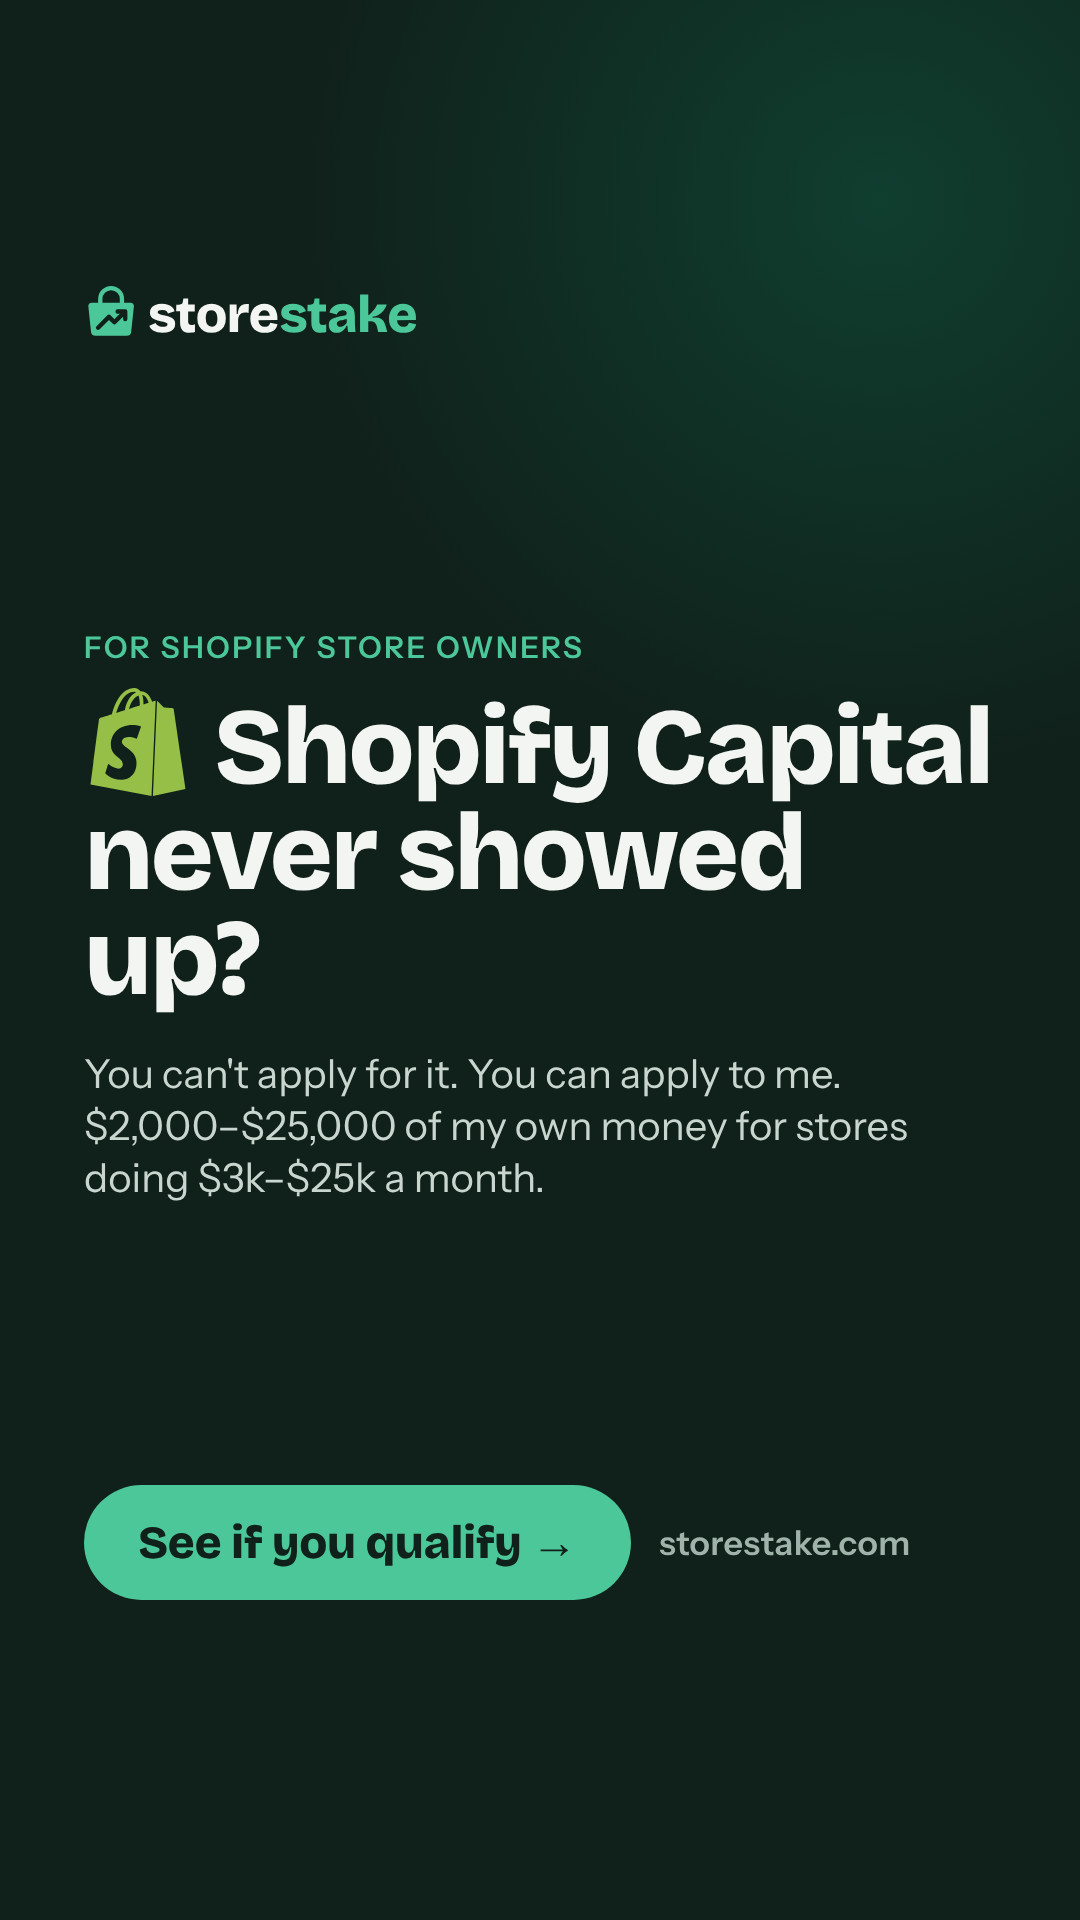 storestake
FOR SHOPIFY STORE OWNERS
Shopify Capital
never showed
up?
You can't apply for it. You can apply to me.
$2,000–$25,000 of my own money for stores
doing $3k–$25k a month.
See if you qualify →
storestake.com